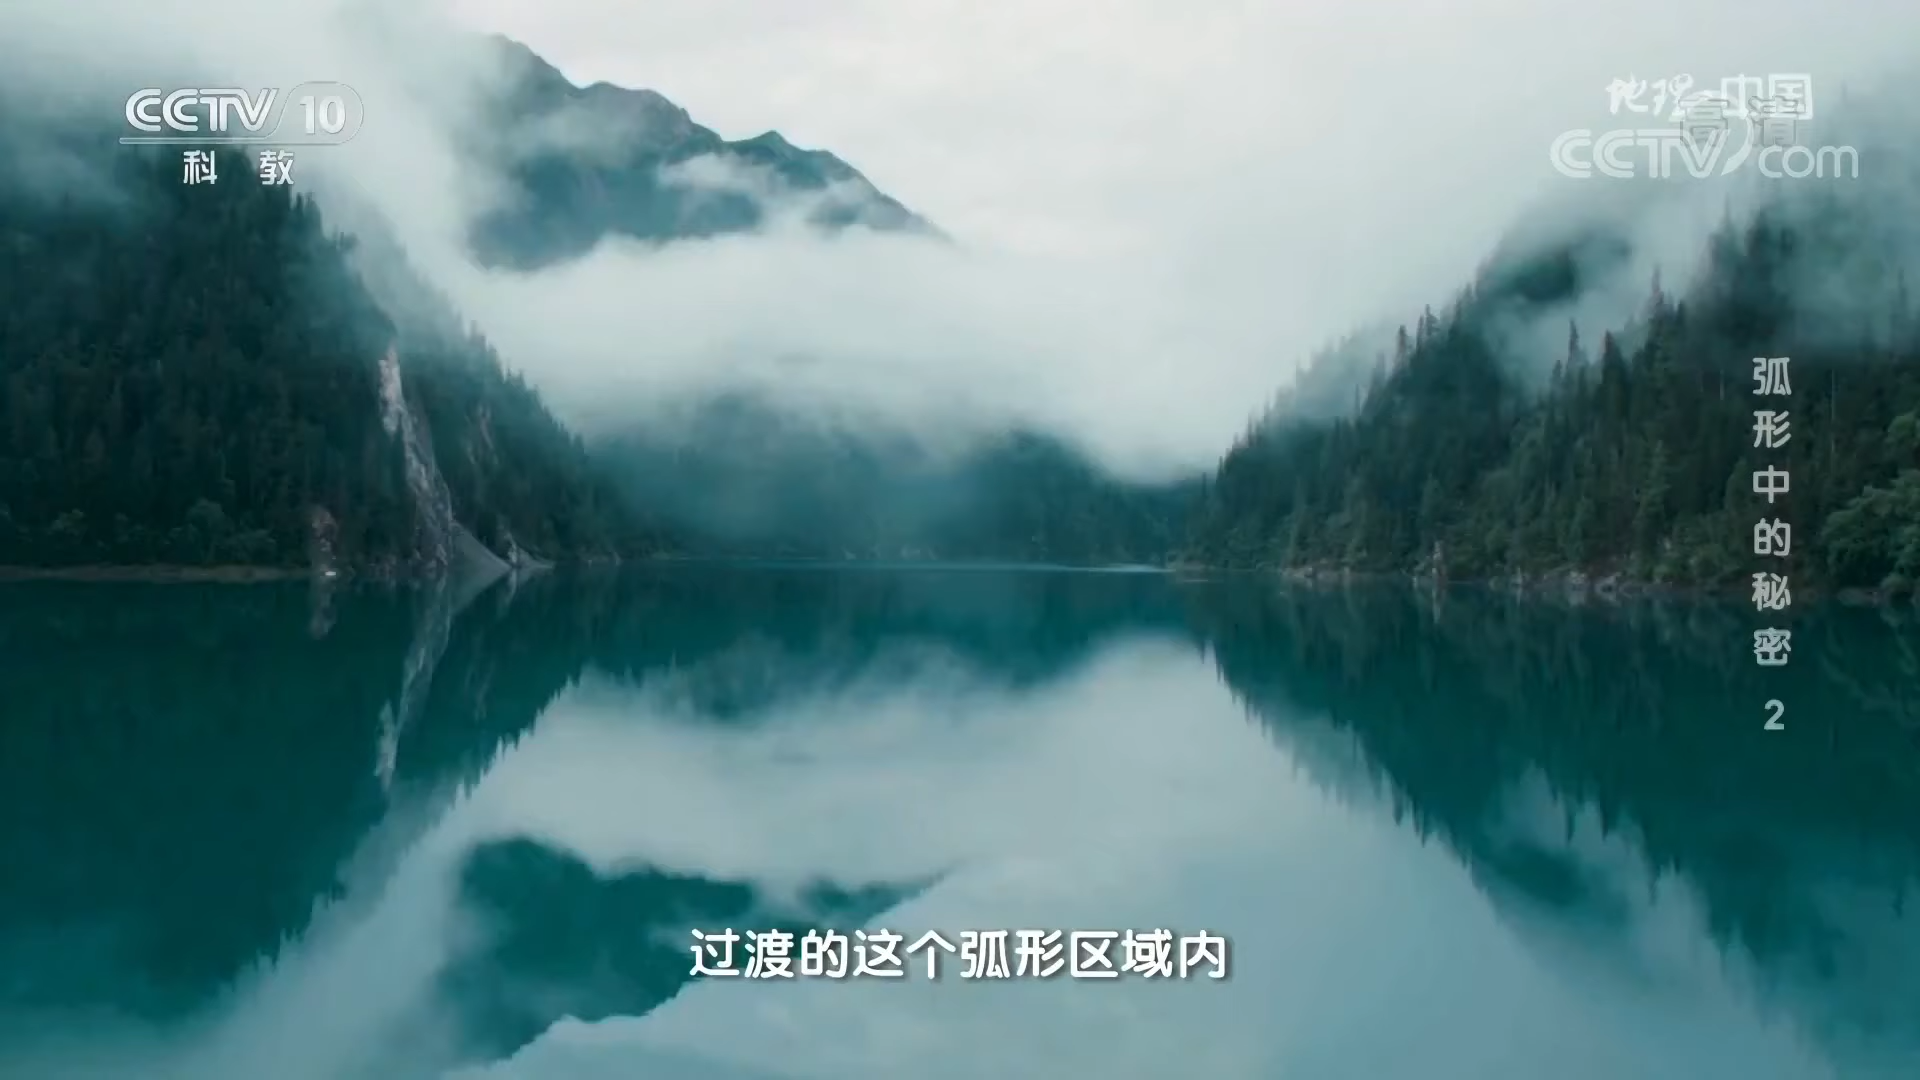 CCTV 10
科 教
地理·中国
高清
CCTV.com
弧形中的秘密 2
过渡的这个弧形区域内